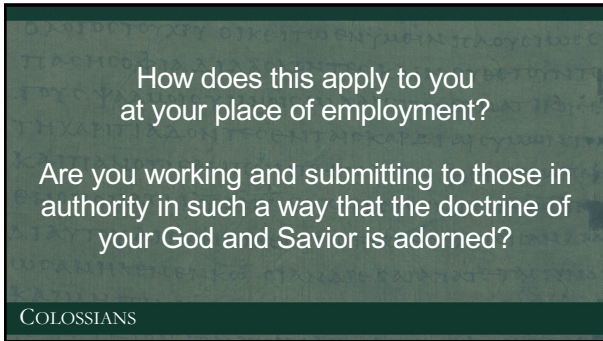 How does this apply to you
at your place of employment?
Are you working and submitting to those in
authority in such a way that the doctrine of
your God and Savior is adorned?
COLOSSIANS